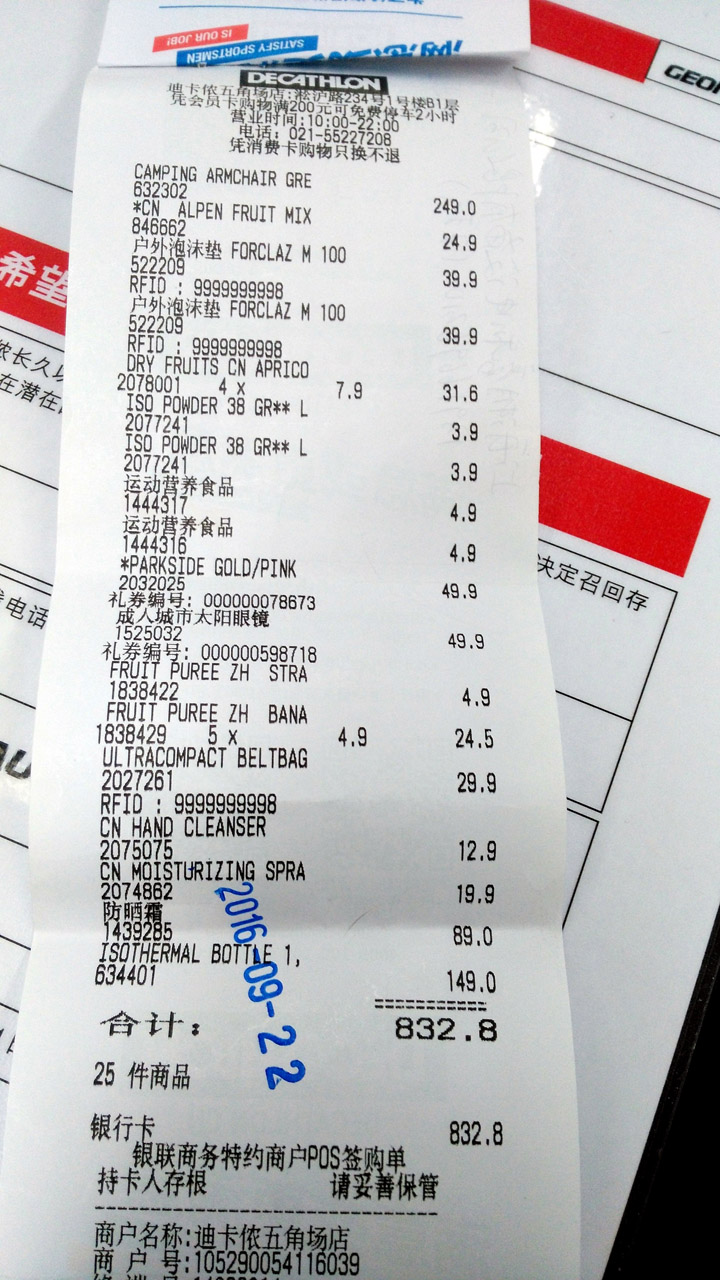 IS OUR JOB!
SATISFY SPORTSMEN
DECATHLON
迪卡侬五角场店:淞沪路234号1号楼B1层
凭会员卡购物满200元可免费停车2小时
营业时间:10:00-22:00
电话: 021-55227208
凭消费卡购物只换不退
CAMPING ARMCHAIR GRE
632302 249.0
*CN ALPEN FRUIT MIX
846662 24.9
户外泡沫垫 FORCLAZ M 100
522209 39.9
RFID : 9999999998
户外泡沫垫 FORCLAZ M 100
522209 39.9
RFID : 9999999998
DRY FRUITS CN APRICO
2078001 4 x 7.9 31.6
ISO POWDER 38 GR** L
2077241 3.9
ISO POWDER 38 GR** L
2077241 3.9
运动营养食品
1444317 4.9
运动营养食品
1444316 4.9
*PARKSIDE GOLD/PINK
2032025 49.9
礼券编号: 000000078673
成人城市太阳眼镜
1525032 49.9
礼券编号: 000000598718
FRUIT PUREE ZH STRA
1838422 4.9
FRUIT PUREE ZH BANA
1838429 5 x 4.9 24.5
ULTRACOMPACT BELTBAG
2027261 29.9
RFID : 9999999998
CN HAND CLEANSER
2075075 12.9
CN MOISTURIZING SPRA
2074862 19.9
防晒霜
1439285 89.0
ISOTHERMAL BOTTLE 1,
634401 149.0
合计: 832.8
2016-09-22
25 件商品
银行卡 832.8
银联商务特约商户POS签购单
持卡人存根 请妥善保管
商户名称:迪卡侬五角场店
商 户 号:105290054116039
GEON
希望
侬长久以
在潜在
决定召回存
电话